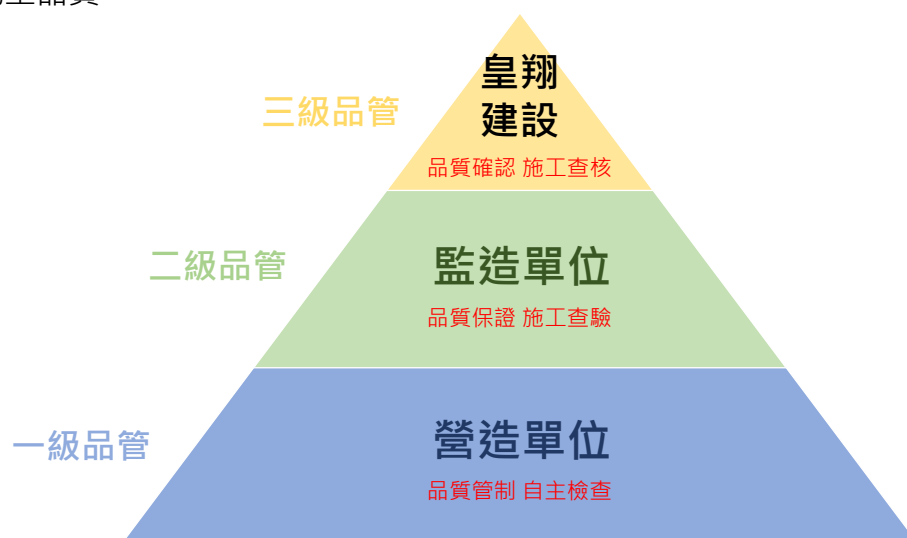 三級品管
皇翔
建設
品質確認 施工查核
二級品管
監造單位
品質保證 施工查驗
一級品管
營造單位
品質管制 自主檢查